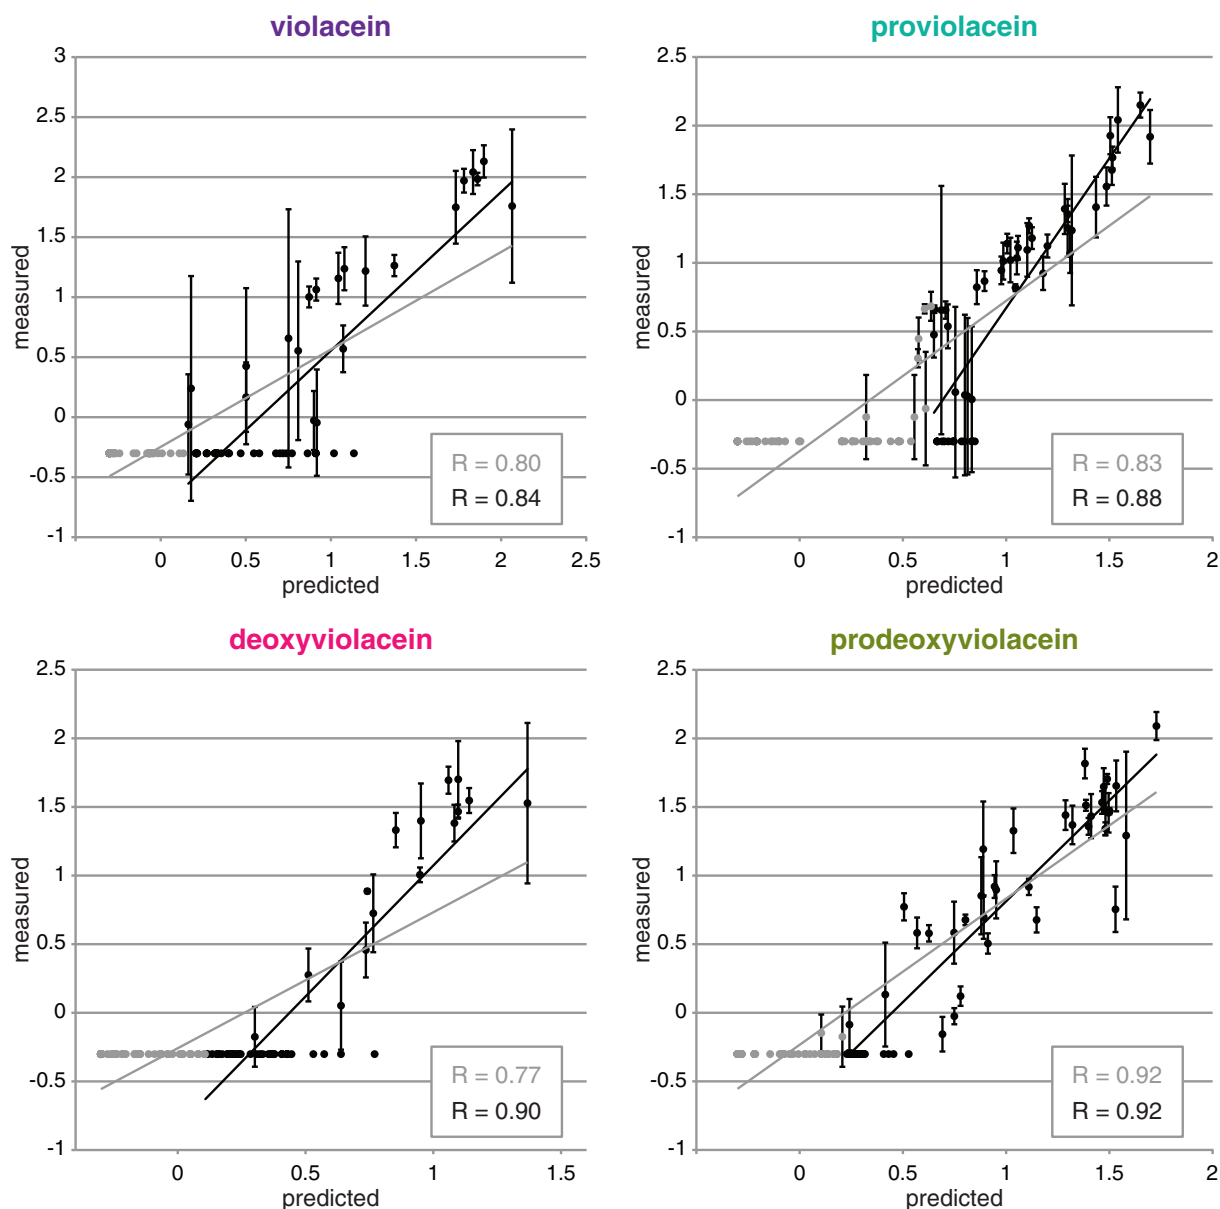 violacein
3
2.5
2
1.5
1
0.5
0
-0.5
-1
measured
R = 0.80
R = 0.84
0 0.5 1 1.5 2 2.5
predicted
proviolacein
2.5
2
1.5
1
0.5
0
-0.5
-1
measured
R = 0.83
R = 0.88
0 0.5 1 1.5 2
predicted
deoxyviolacein
2.5
2
1.5
1
0.5
0
-0.5
-1
measured
R = 0.77
R = 0.90
0 0.5 1 1.5
predicted
prodeoxyviolacein
2.5
2
1.5
1
0.5
0
-0.5
-1
measured
R = 0.92
R = 0.92
0 0.5 1 1.5 2
predicted